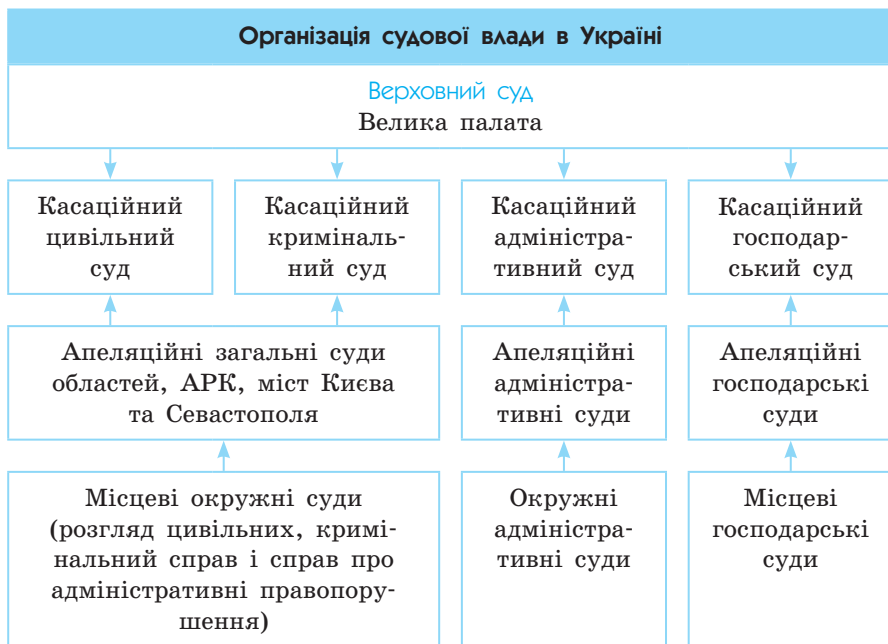 Організація судової влади в Україні
Верховний суд
Велика палата
Касаційний
цивільний
суд
Касаційний
криміналь-
ний суд
Касаційний
адміністра-
тивний суд
Касаційний
господар-
ський суд
Апеляційні загальні суди
областей, АРК, міст Києва
та Севастополя
Апеляційні
адміністра-
тивні суди
Апеляційні
господарські
суди
Місцеві окружні суди
(розгляд цивільних, кримі-
нальний справ і справ про
адміністративні правопору-
шення)
Окружні
адміністра-
тивні суди
Місцеві
господарські
суди